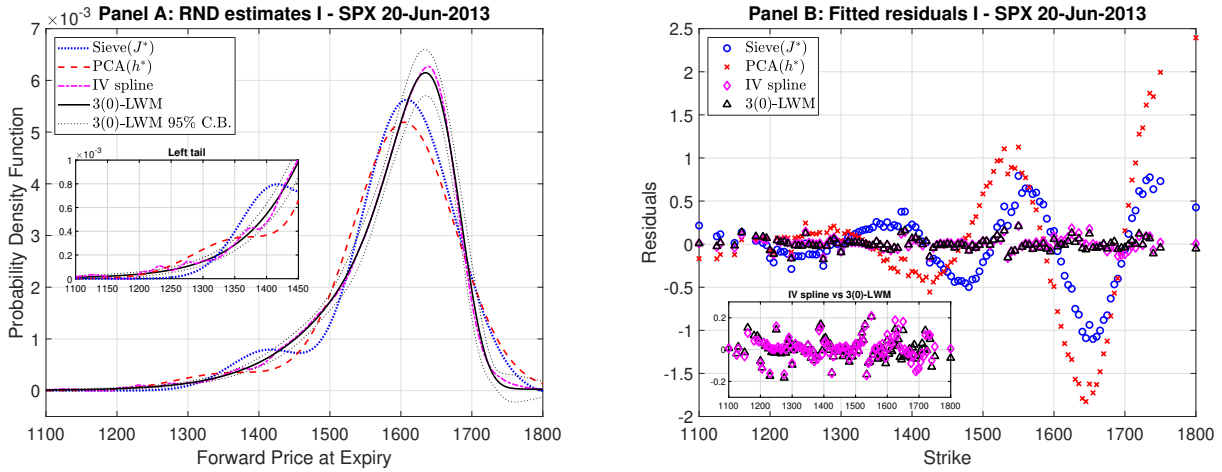 Panel A: RND estimates I - SPX 20-Jun-2013
×10⁻³
7
6
5
4
3
2
1
0
Probability Density Function
Sieve(J*)
PCA(h*)
IV spline
3(0)-LWM
3(0)-LWM 95% C.B.
Left tail
×10⁻³
1
0.8
0.6
0.4
0.2
0
1100 1150 1200 1250 1300 1350 1400 1450
1100 1200 1300 1400 1500 1600 1700 1800
Forward Price at Expiry
Panel B: Fitted residuals I - SPX 20-Jun-2013
2.5
2
1.5
1
0.5
0
-0.5
-1
-1.5
-2
Residuals
Sieve(J*)
PCA(h*)
IV spline
3(0)-LWM
IV spline vs 3(0)-LWM
0.2
0
-0.2
1100 1200 1300 1400 1500 1600 1700 1800
1100 1200 1300 1400 1500 1600 1700 1800
Strike